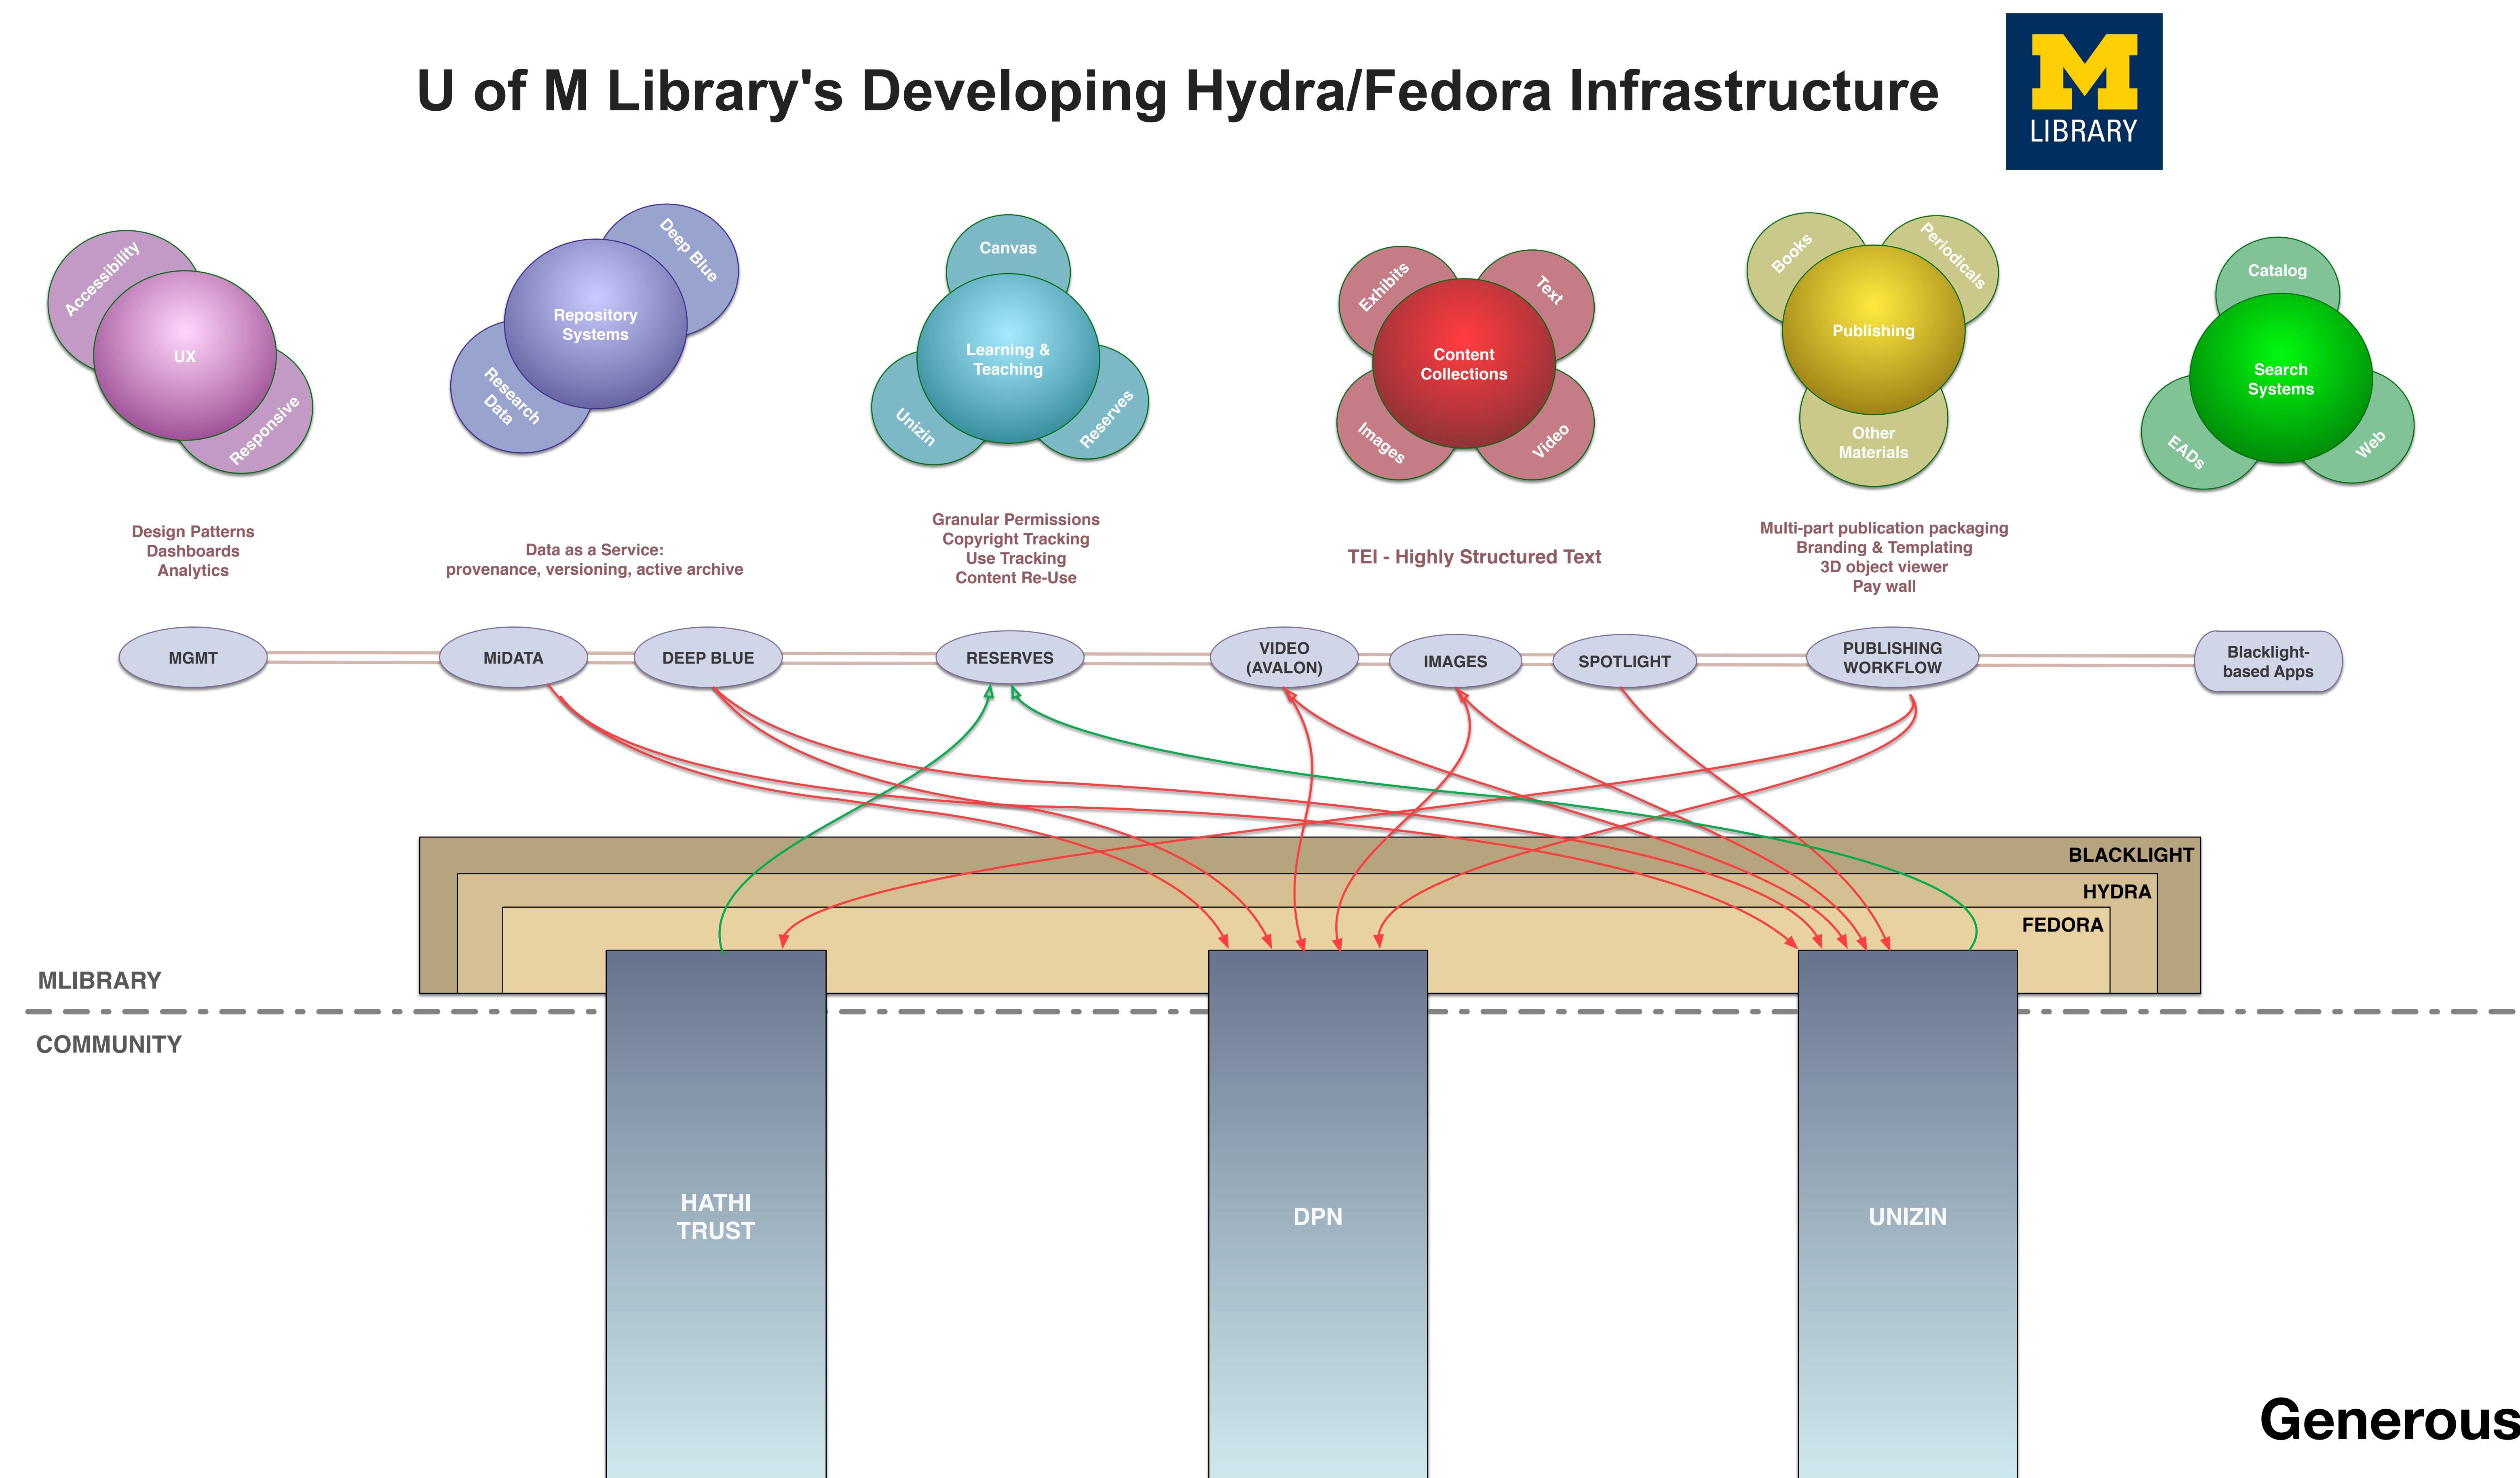 U of M Library's Developing Hydra/Fedora Infrastructure
M
LIBRARY
Accessibility
UX
Responsive
Deep Blue
Repository
Systems
Research
Data
Canvas
Learning &
Teaching
Unizin
Reserves
Exhibits
Text
Content
Collections
Images
Video
Books
Periodicals
Publishing
Other
Materials
Catalog
Search
Systems
EADs
Web
Design Patterns
Dashboards
Analytics
Data as a Service:
provenance, versioning, active archive
Granular Permissions
Copyright Tracking
Use Tracking
Content Re-Use
TEI - Highly Structured Text
Multi-part publication packaging
Branding & Templating
3D object viewer
Pay wall
MGMT
MiDATA
DEEP BLUE
RESERVES
VIDEO
(AVALON)
IMAGES
SPOTLIGHT
PUBLISHING
WORKFLOW
Blacklight-
based Apps
BLACKLIGHT
HYDRA
FEDORA
MLIBRARY
COMMUNITY
HATHI
TRUST
DPN
UNIZIN
Generous